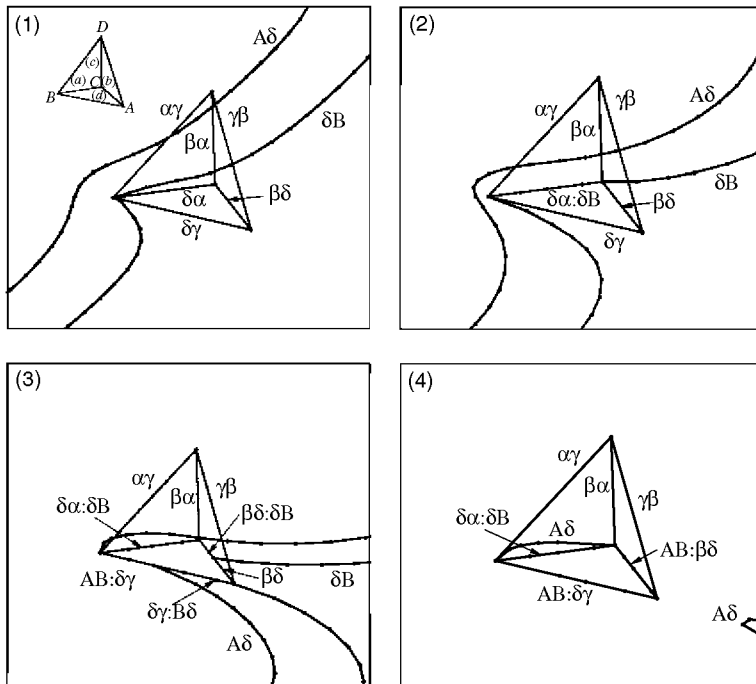 (1)
D
(c)
(a) C (b)
B (d)
A
Aδ
αγ
γβ
δB
βα
δα
βδ
δγ
(2)
Aδ
αγ
γβ
βα
δB
δα:δB
βδ
δγ
(3)
αγ
γβ
βα
δα:δB
βδ:δB
AB:δγ
βδ
δB
δγ:Bδ
Aδ
(4)
αγ
γβ
βα
δα:δB
Aδ
AB:βδ
AB:δγ
Aδ